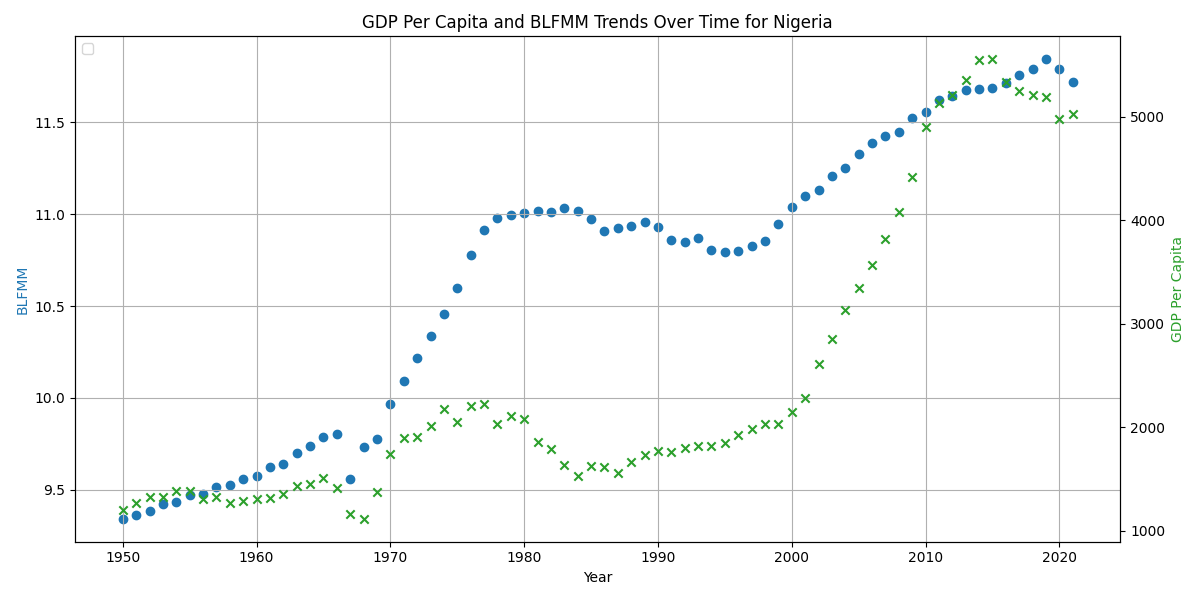 GDP Per Capita and BLFMM Trends Over Time for Nigeria
BLFMM
11.5
11.0
10.5
10.0
9.5
5000
4000
3000
2000
1000
GDP Per Capita
1950 1960 1970 1980 1990 2000 2010 2020
Year